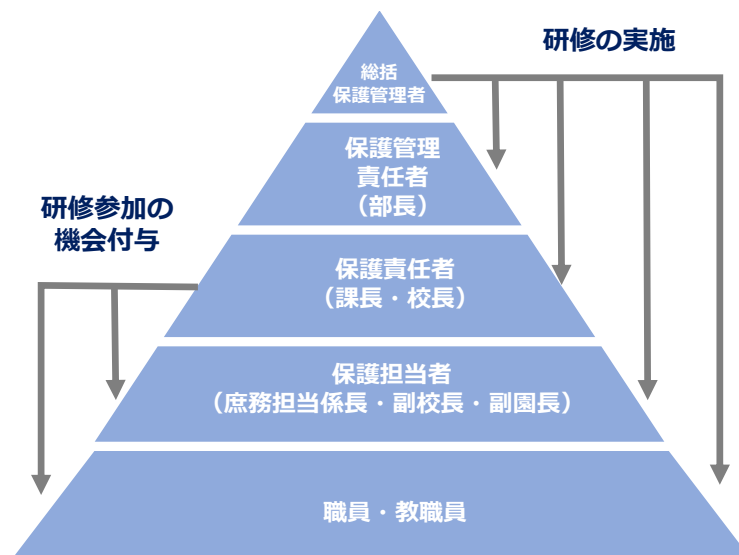 研修の実施
総括
保護管理者
保護管理
責任者
（部長）
研修参加の
機会付与
保護責任者
（課長・校長）
保護担当者
（庶務担当係長・副校長・副園長）
職員・教職員